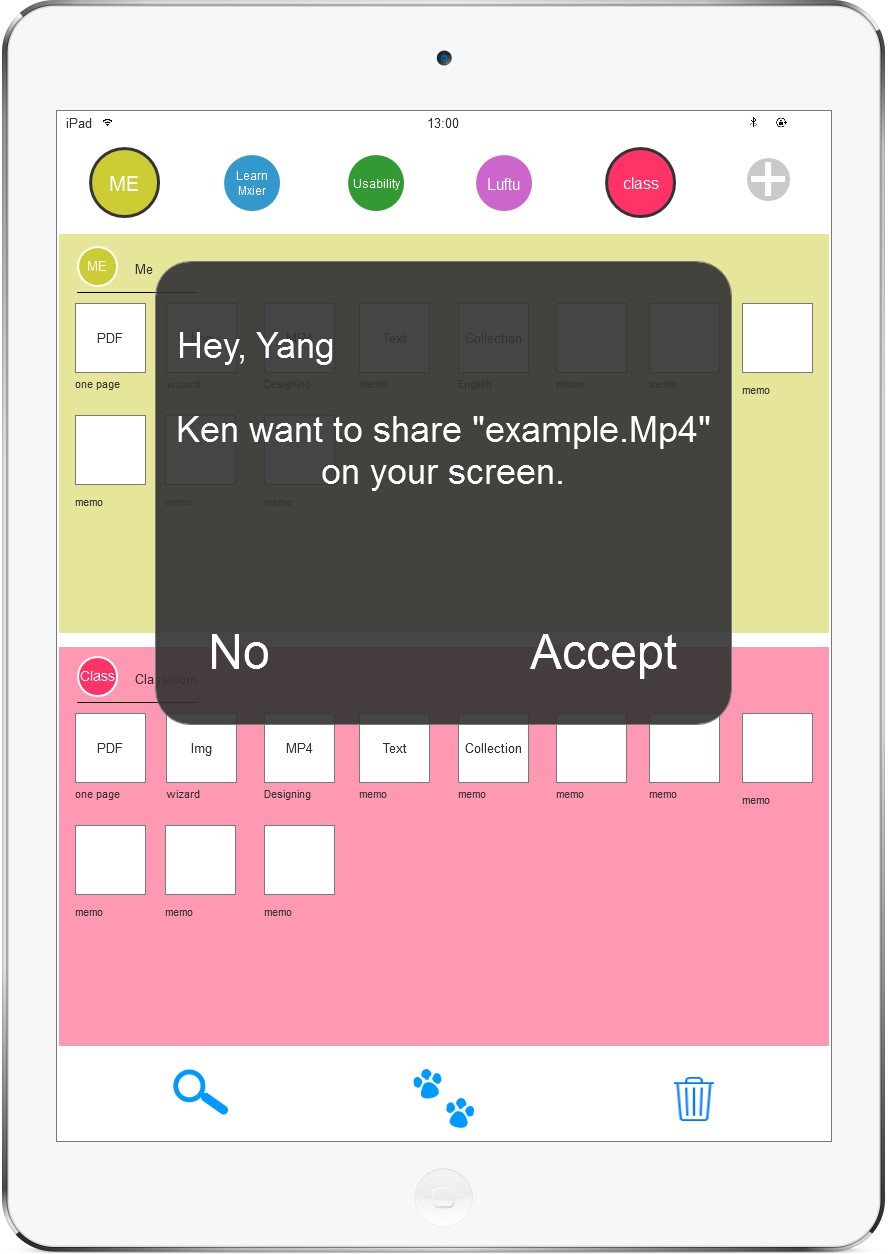 iPad 13:00
ME Learn Mxier Usability Luftu class
ME Me
Hey, Yang
Ken want to share "example.Mp4"
on your screen.
No Accept
PDF MP4 Text Collection
one page wizard Designing memo English memo memo memo
memo memo memo
Class Classroom
PDF Img MP4 Text Collection
one page wizard Designing memo memo memo memo memo
memo memo memo